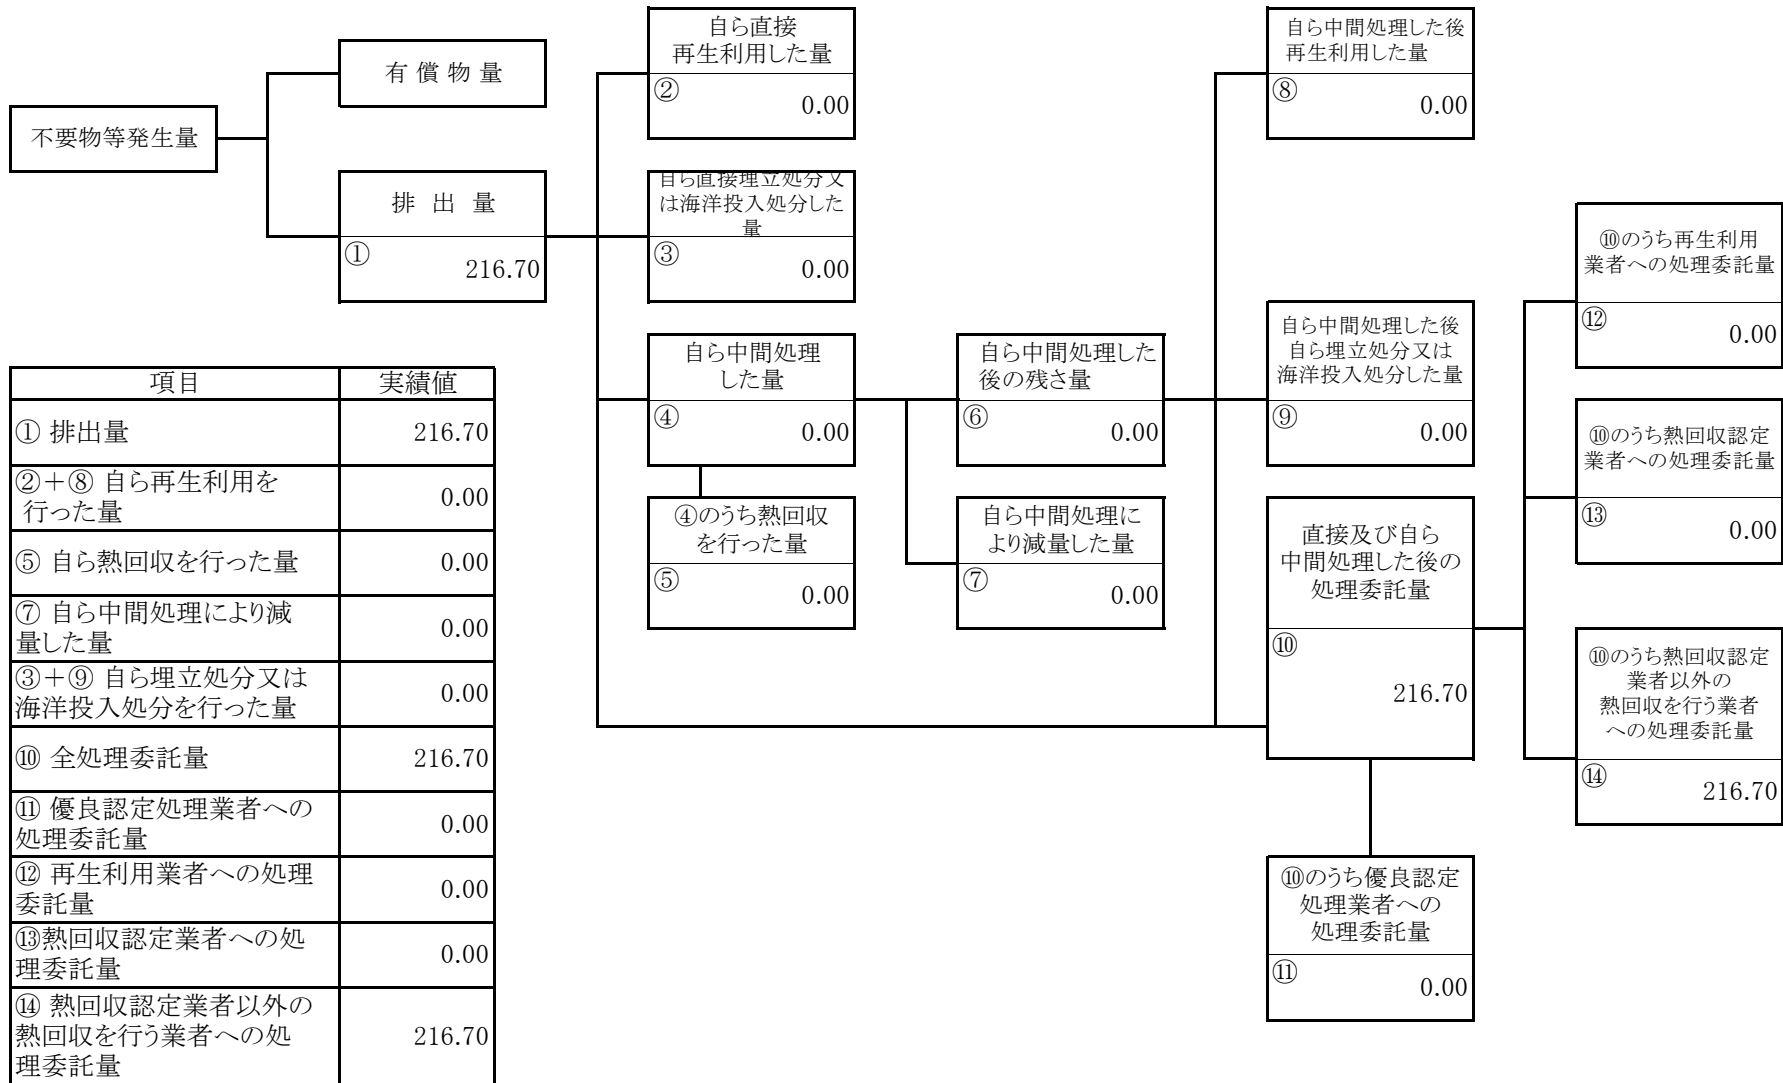 不要物等発生量
有 償 物 量
排 出 量
①
216.70
自ら直接
再生利用した量
②
0.00
自ら直接埋立処分又
は海洋投入処分した
量
③
0.00
自ら中間処理
した量
④
0.00
④のうち熱回収
を行った量
⑤
0.00
自ら中間処理した
後の残さ量
⑥
0.00
自ら中間処理に
より減量した量
⑦
0.00
自ら中間処理した後
再生利用した量
⑧
0.00
自ら中間処理した後
自ら埋立処分又は
海洋投入処分した量
⑨
0.00
直接及び自ら
中間処理した後の
処理委託量
⑩
216.70
⑩のうち優良認定
処理業者への
処理委託量
⑪
0.00
⑩のうち再生利用
業者への処理委託量
⑫
0.00
⑩のうち熱回収認定
業者への処理委託量
⑬
0.00
⑩のうち熱回収認定
業者以外の
熱回収を行う業者
への処理委託量
⑭
216.70
項目 実績値
① 排出量 216.70
②+⑧ 自ら再生利用を
行った量 0.00
⑤ 自ら熱回収を行った量 0.00
⑦ 自ら中間処理により減
量した量 0.00
③+⑨ 自ら埋立処分又は
海洋投入処分を行った量 0.00
⑩ 全処理委託量 216.70
⑪ 優良認定処理業者への
処理委託量 0.00
⑫ 再生利用業者への処理
委託量 0.00
⑬熱回収認定業者への処
理委託量 0.00
⑭ 熱回収認定業者以外の
熱回収を行う業者への処
理委託量 216.70